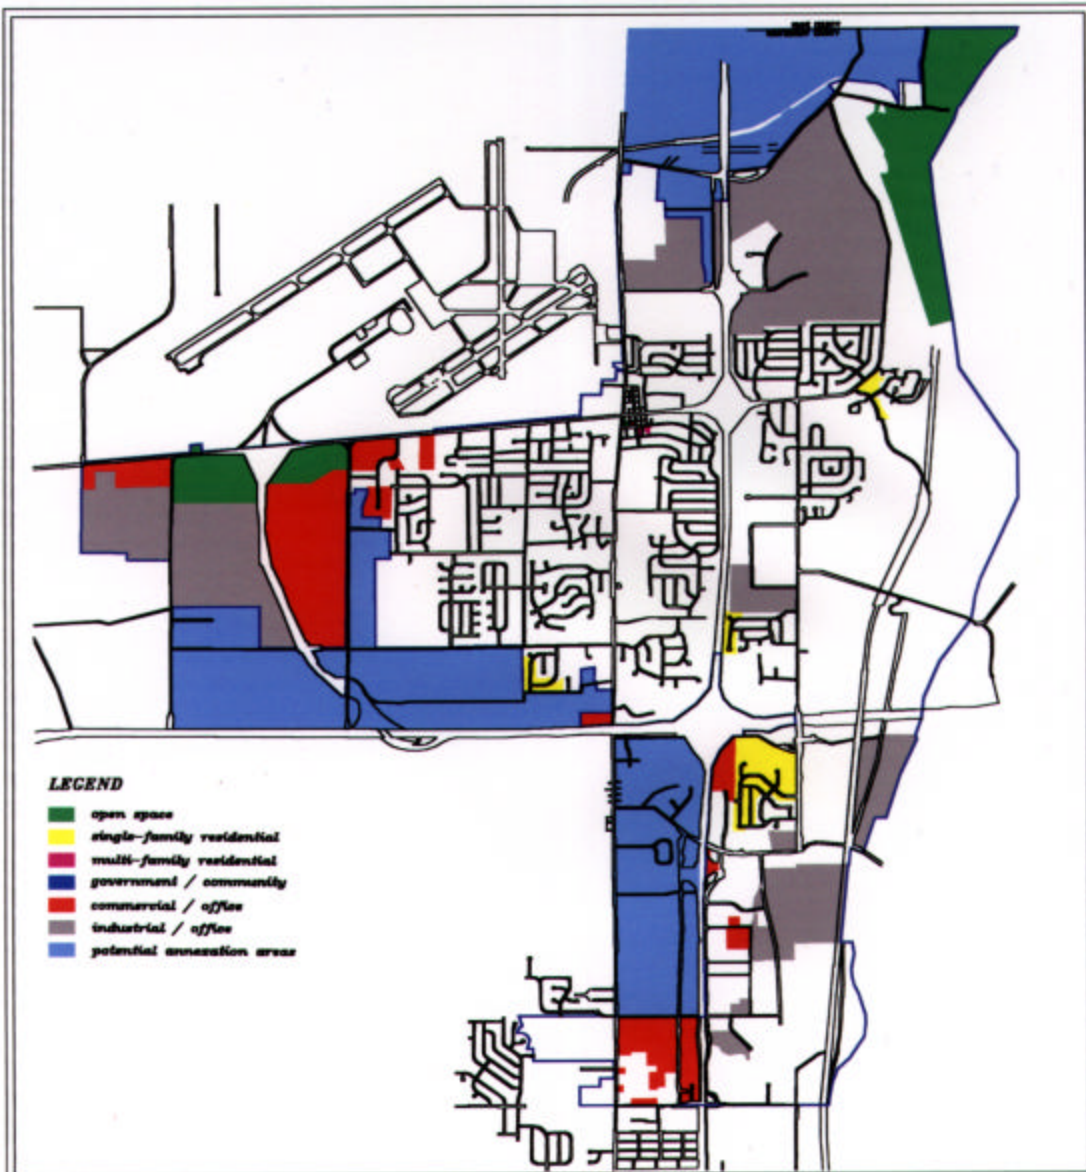 LEGEND
open space
single-family residential
multi-family residential
government / community
commercial / office
industrial / office
potential annexation areas